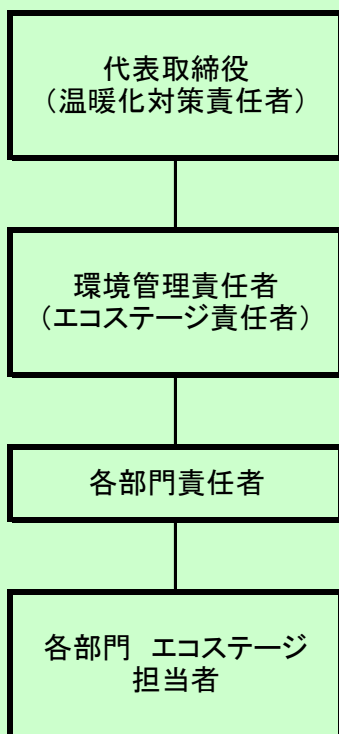 代表取締役
（温暖化対策責任者）
環境管理責任者
（エコステージ責任者）
各部門責任者
各部門　エコステージ
担当者